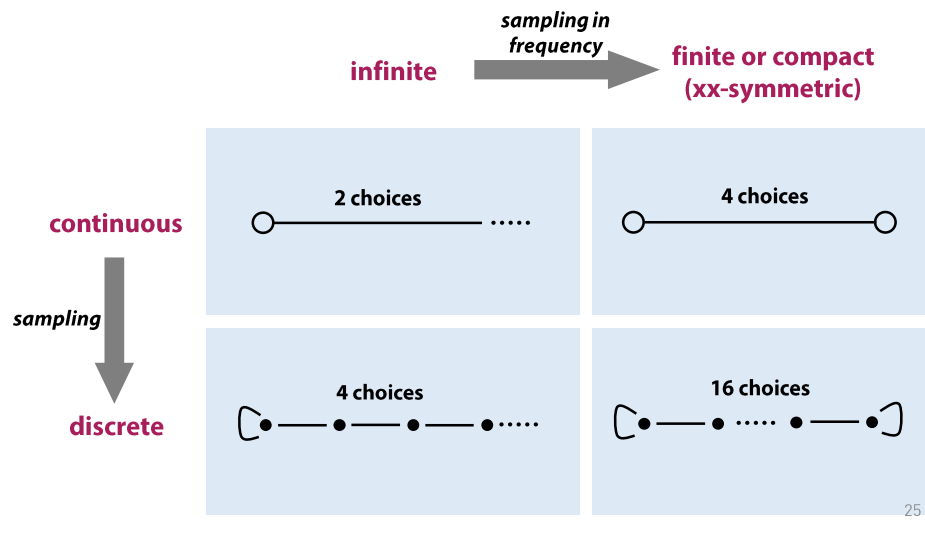 sampling in
frequency
infinite
finite or compact
(xx-symmetric)
continuous
2 choices
4 choices
sampling
discrete
4 choices
16 choices
25